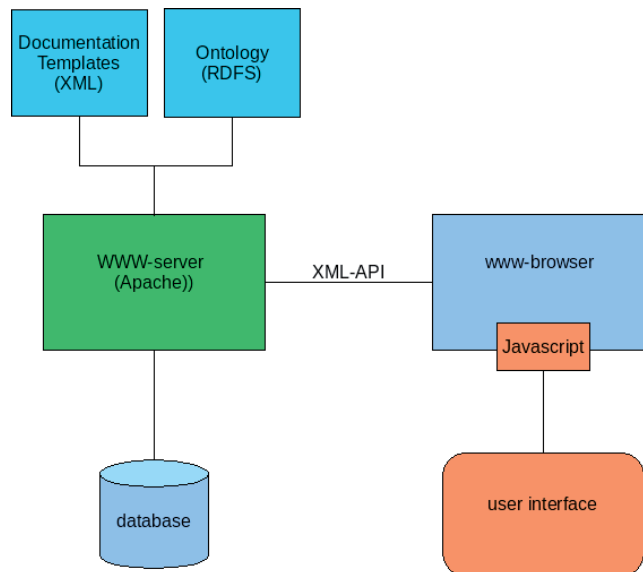 Documentation
Templates
(XML)
Ontology
(RDFS)
WWW-server
(Apache))
XML-API
www-browser
Javascript
database
user interface